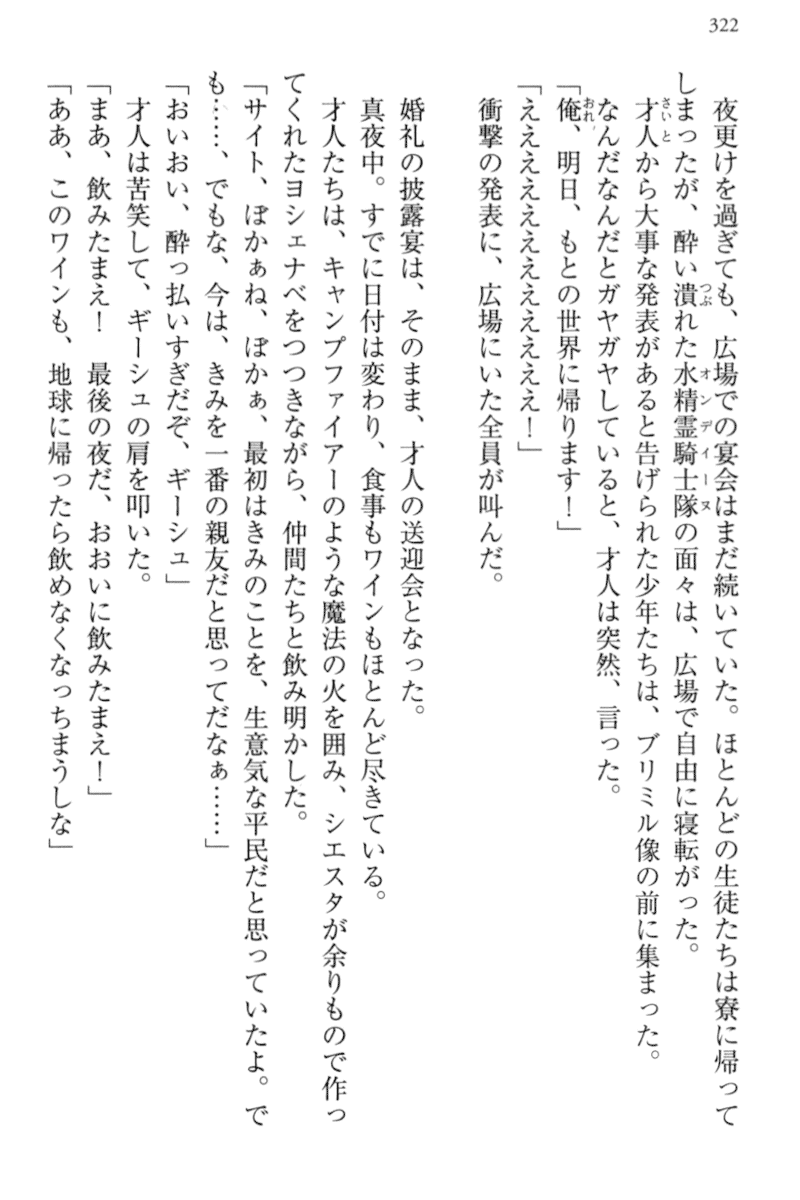 322
夜更けを過ぎても、広場での宴会はまだ続いていた。ほとんどの生徒たちは寮に帰って
しまったが、酔い潰れた水精霊騎士隊の面々は、広場で自由に寝転がった。
才人から大事な発表があると告げられた少年たちは、ブリミル像の前に集まった。
なんだなんだとガヤガヤしていると、才人は突然、言った。
「俺、明日、もとの世界に帰ります！」
「えええええええええええええ！」
衝撃の発表に、広場にいた全員が叫んだ。
婚礼の披露宴は、そのまま、才人の送迎会となった。
真夜中。すでに日付は変わり、食事もワインもほとんど尽きている。
才人たちは、キャンプファイアーのような魔法の火を囲み、シエスタが余りもので作っ
てくれたヨシェナベをつつきながら、仲間たちと飲み明かした。
「サイト、ぼかぁね、ぼかぁ、最初はきみのことを、生意気な平民だと思っていたよ。で
も……、でもな、今は、きみを一番の親友だと思ってだなぁ……」
「おいおい、酔っ払いすぎだぞ、ギーシュ」
才人は苦笑して、ギーシュの肩を叩いた。
「まあ、飲みたまえ！　最後の夜だ、おおいに飲みたまえ！」
「ああ、このワインも、地球に帰ったら飲めなくなっちまうしな」